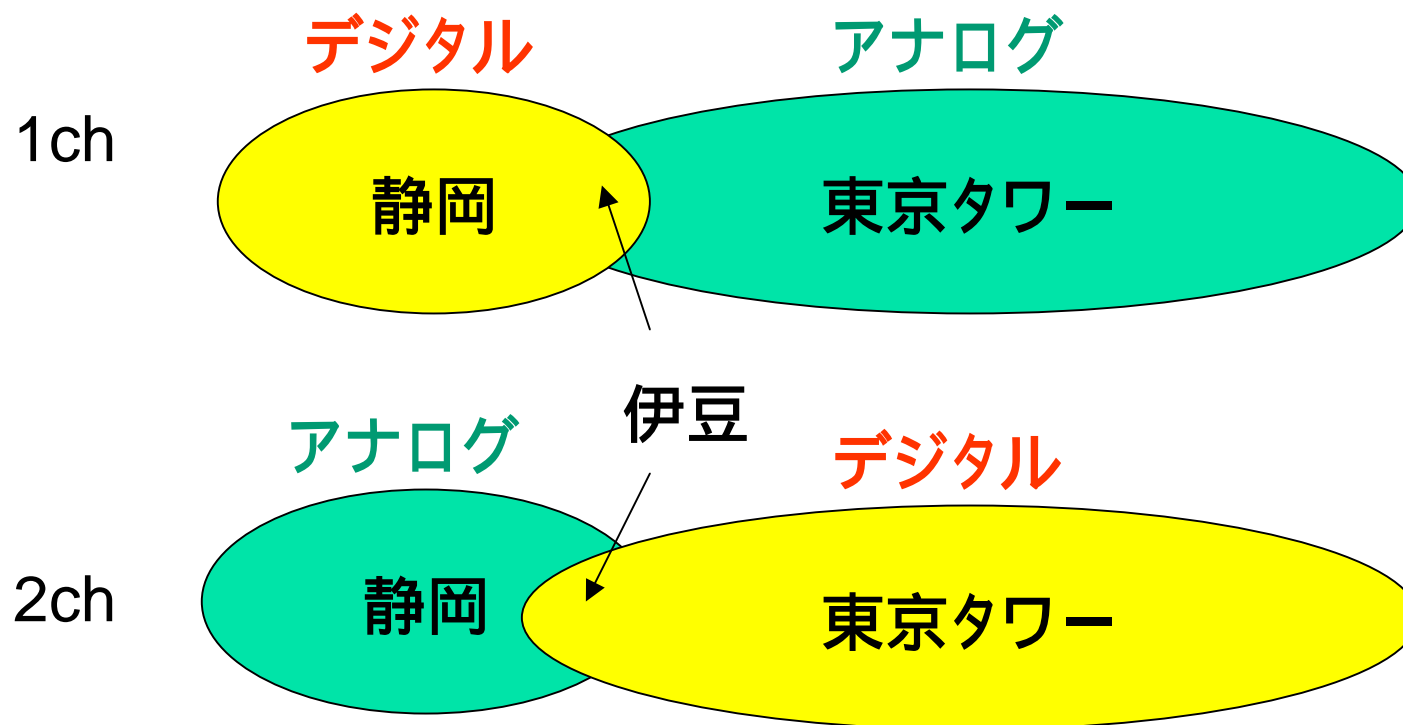 デジタル
アナログ
1ch
静岡
東京タワー
伊豆
アナログ
デジタル
2ch
静岡
東京タワー